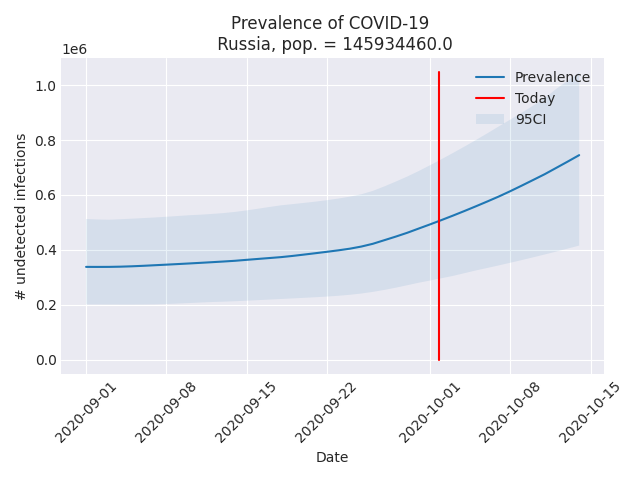 Prevalence of COVID-19
Russia, pop. = 145934460.0
1e6
Prevalence
Today
95CI
1.0
0.8
0.6
0.4
0.2
0.0
# undetected infections
2020-09-01
2020-09-08
2020-09-15
2020-09-22
2020-10-01
2020-10-08
2020-10-15
Date